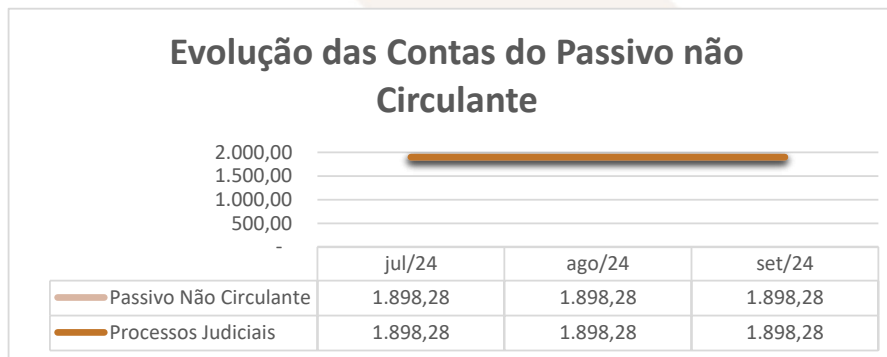 Evolução das Contas do Passivo não
Circulante
2.000,00
1.500,00
1.000,00
500,00
-
jul/24 ago/24 set/24
Passivo Não Circulante 1.898,28 1.898,28 1.898,28
Processos Judiciais 1.898,28 1.898,28 1.898,28